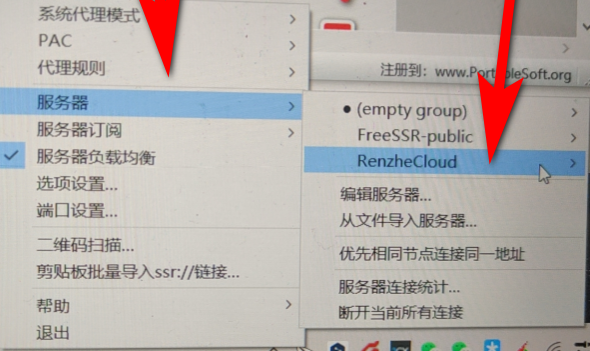 系统代理模式
PAC
代理规则
服务器
服务器订阅
服务器负载均衡
选项设置...
端口设置...
二维码扫描...
剪贴板批量导入ssr://链接...
帮助
退出
注册到： www.PortableSoft.org
(empty group)
FreeSSR-public
RenzheCloud
编辑服务器...
从文件导入服务器...
优先相同节点连接同一地址
服务器连接统计...
断开当前所有连接